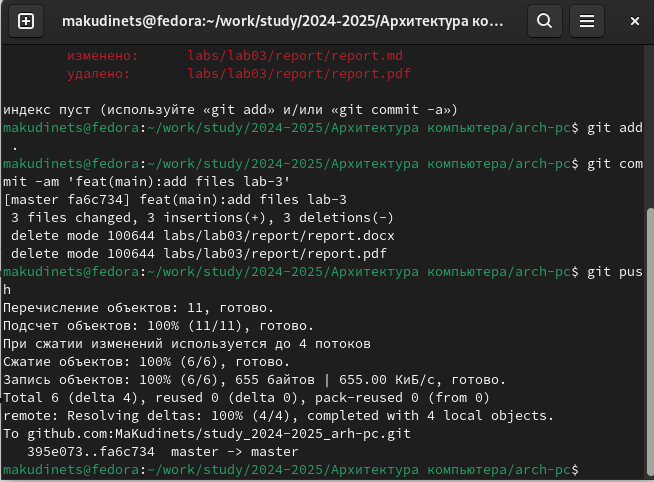 makudinets@fedora:~/work/study/2024-2025/Архитектура ко...
изменено:      labs/lab03/report/report.md
удалено:       labs/lab03/report/report.pdf
индекс пуст (используйте «git add» и/или «git commit -a»)
makudinets@fedora:~/work/study/2024-2025/Архитектура компьютера/arch-pc$ git add
.
makudinets@fedora:~/work/study/2024-2025/Архитектура компьютера/arch-pc$ git com
mit -am 'feat(main):add files lab-3'
[master fa6c734] feat(main):add files lab-3
3 files changed, 3 insertions(+), 3 deletions(-)
delete mode 100644 labs/lab03/report/report.docx
delete mode 100644 labs/lab03/report/report.pdf
makudinets@fedora:~/work/study/2024-2025/Архитектура компьютера/arch-pc$ git pus
h
Перечисление объектов: 11, готово.
Подсчет объектов: 100% (11/11), готово.
При сжатии изменений используется до 4 потоков
Сжатие объектов: 100% (6/6), готово.
Запись объектов: 100% (6/6), 655 байтов | 655.00 КиБ/с, готово.
Total 6 (delta 4), reused 0 (delta 0), pack-reused 0 (from 0)
remote: Resolving deltas: 100% (4/4), completed with 4 local objects.
To github.com:MaKudinets/study_2024-2025_arh-pc.git
395e073..fa6c734  master -> master
makudinets@fedora:~/work/study/2024-2025/Архитектура компьютера/arch-pc$